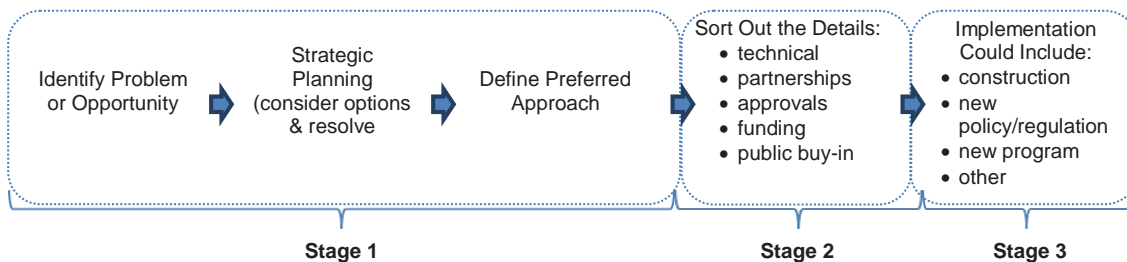 Identify Problem
or Opportunity
Strategic
Planning
(consider options
& resolve
Define Preferred
Approach
Sort Out the Details:
• technical
• partnerships
• approvals
• funding
• public buy-in
Implementation
Could Include:
• construction
• new
policy/regulation
• new program
• other
Stage 1
Stage 2
Stage 3